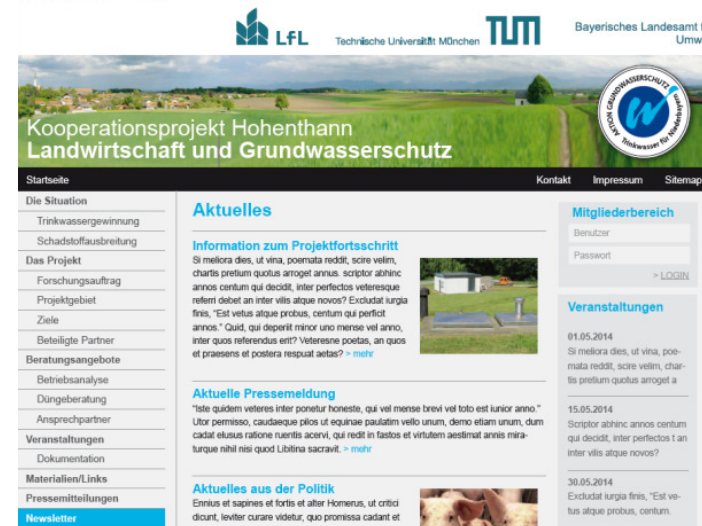 LfL
Technische Universität München
TUM
Bayerisches Landesamt f
Umw
AKTION GRUNDWASSERSCHUTZ
Trinkwasser für Niederbayern
Kooperationsprojekt Hohenthann
Landwirtschaft und Grundwasserschutz
Startseite
Kontakt Impressum Sitemap
Die Situation
Trinkwassergewinnung
Schadstoffausbreitung
Das Projekt
Forschungsauftrag
Projektgebiet
Ziele
Beteiligte Partner
Beratungsangebote
Betriebsanalyse
Düngeberatung
Ansprechpartner
Veranstaltungen
Dokumentation
Materialien/Links
Pressemitteilungen
Newsletter
Aktuelles
Information zum Projektfortsschritt
Si meliora dies, ut vina, poemata reddit, scire velim,
chartis pretium quotus arroget annus. scriptor abhinc
annos centum qui decidit, inter perfectos veteresque
referri debet an inter vilis atque novos? Excludat iurgia
finis, "Est vetus atque probus, centum qui perficit
annos." Quid, qui deperiit minor uno mense vel anno,
inter quos referendus erit? Veteresne poetas, an quos
et praesens et postera respuat aetas? > mehr
Aktuelle Pressemeldung
"Iste quidem veteres inter ponetur honeste, qui vel mense brevi vel toto est iunior anno."
Utor permisso, caudaeque pilos ut equinae paulatim vello unum, demo etiam unum, dum
cadat elusus ratione ruentis acervi, qui redit in fastos et virtutem aestimat annis mira-
turque nihil nisi quod Libitina sacravit. > mehr
Aktuelles aus der Politik
Ennius et sapines et fortis et alter Homerus, ut critici
dicunt, leviter curare videtur, quo promissa cadant et
Mitgliederbereich
Benutzer
Passwort
> LOGIN
Veranstaltungen
01.05.2014
Si meliora dies, ut vina, poe-
mata reddit, scire velim, char-
tis pretium quotus arroget a
15.05.2014
Scriptor abhinc annos centum
qui decidit, inter perfectos t an
inter vilis atque novos?
30.05.2014
Excludat iurgia finis, "Est ve-
tus atque probus, centum.